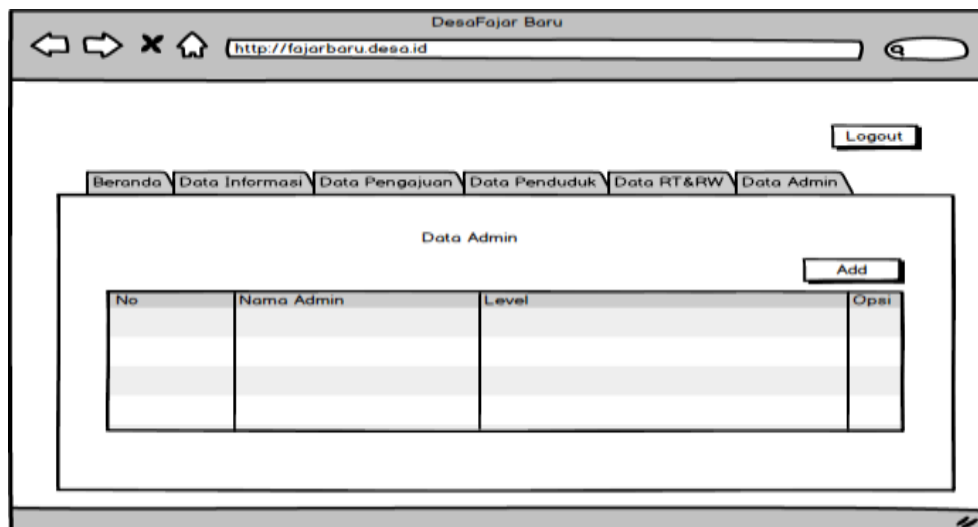 DesaFajar Baru
http://fajarbaru.desa.id
Logout
Beranda Data Informasi Data Pengajuan Data Penduduk Data RT&RW Data Admin
Data Admin
Add
No Nama Admin Level Opsi